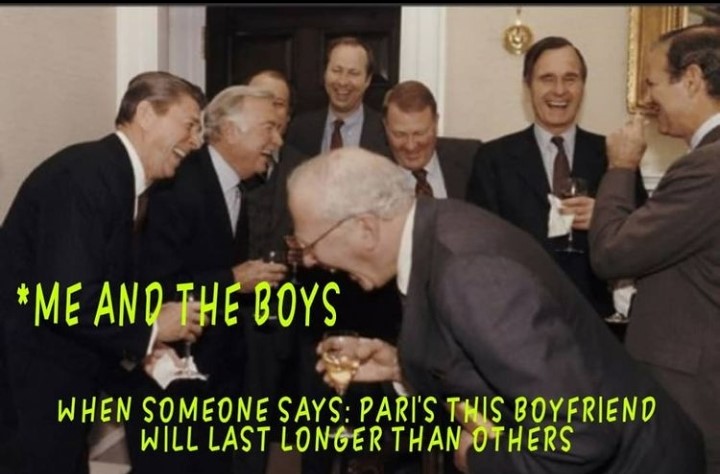 *ME AND THE BOYS
WHEN SOMEONE SAYS: PARI'S THIS BOYFRIEND
WILL LAST LONGER THAN OTHERS